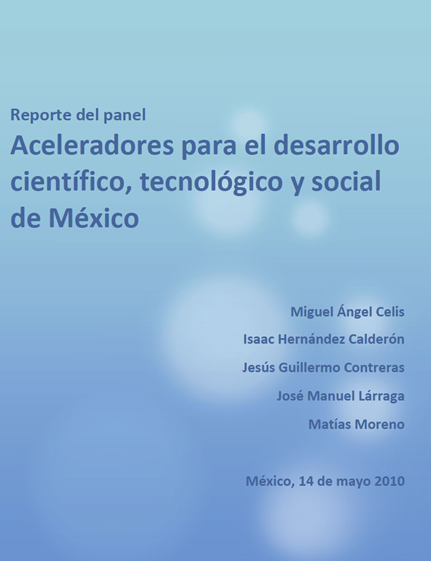 Reporte del panel
Aceleradores para el desarrollo
científico, tecnológico y social
de México
Miguel Ángel Celis
Isaac Hernández Calderón
Jesús Guillermo Contreras
José Manuel Lárraga
Matías Moreno
México, 14 de mayo 2010